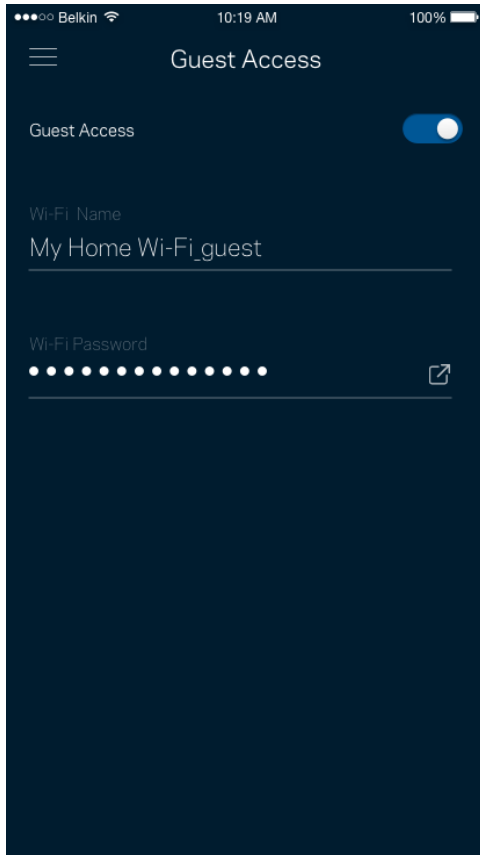 Belkin 10:19 AM 100%
Guest Access
Guest Access
Wi-Fi Name
My Home Wi-Fi_guest
Wi-Fi Password